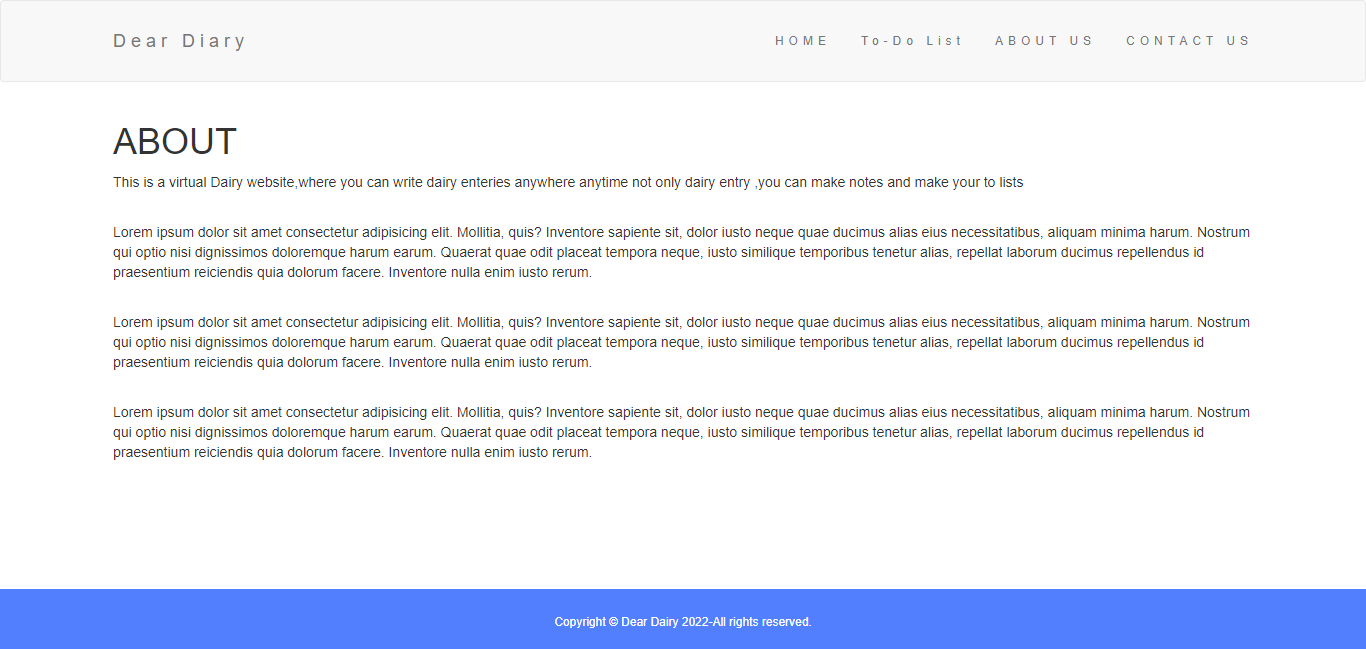 Dear Diary
HOME To-Do List ABOUT US CONTACT US
ABOUT
This is a virtual Dairy website,where you can write dairy enteries anywhere anytime not only dairy entry ,you can make notes and make your to lists
Lorem ipsum dolor sit amet consectetur adipisicing elit. Mollitia, quis? Inventore sapiente sit, dolor iusto neque quae ducimus alias eius necessitatibus, aliquam minima harum. Nostrum
qui optio nisi dignissimos doloremque harum earum. Quaerat quae odit placeat tempora neque, iusto similique temporibus tenetur alias, repellat laborum ducimus repellendus id
praesentium reiciendis quia dolorum facere. Inventore nulla enim iusto rerum.
Lorem ipsum dolor sit amet consectetur adipisicing elit. Mollitia, quis? Inventore sapiente sit, dolor iusto neque quae ducimus alias eius necessitatibus, aliquam minima harum. Nostrum
qui optio nisi dignissimos doloremque harum earum. Quaerat quae odit placeat tempora neque, iusto similique temporibus tenetur alias, repellat laborum ducimus repellendus id
praesentium reiciendis quia dolorum facere. Inventore nulla enim iusto rerum.
Lorem ipsum dolor sit amet consectetur adipisicing elit. Mollitia, quis? Inventore sapiente sit, dolor iusto neque quae ducimus alias eius necessitatibus, aliquam minima harum. Nostrum
qui optio nisi dignissimos doloremque harum earum. Quaerat quae odit placeat tempora neque, iusto similique temporibus tenetur alias, repellat laborum ducimus repellendus id
praesentium reiciendis quia dolorum facere. Inventore nulla enim iusto rerum.
Copyright © Dear Dairy 2022-All rights reserved.